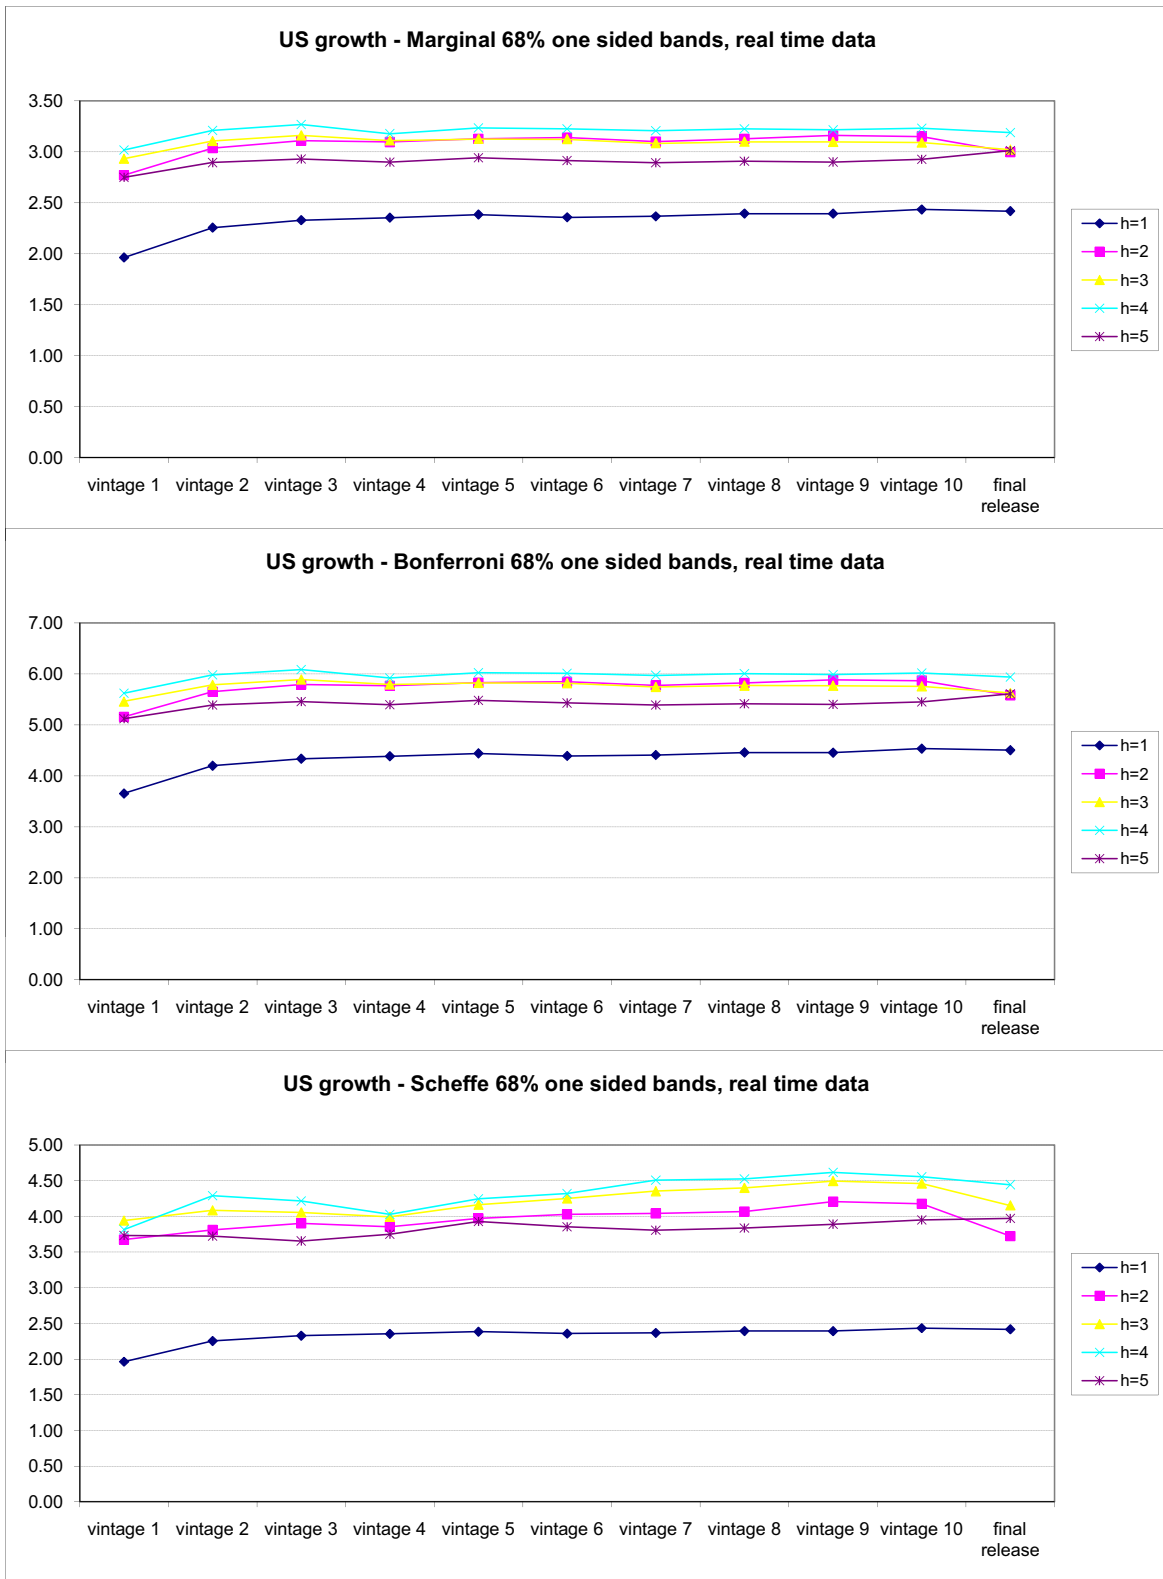 US growth - Marginal 68% one sided bands, real time data
3.50
3.00
2.50
2.00
1.50
1.00
0.50
0.00
vintage 1 vintage 2 vintage 3 vintage 4 vintage 5 vintage 6 vintage 7 vintage 8 vintage 9 vintage 10 final
release
h=1
h=2
h=3
h=4
h=5
US growth - Bonferroni 68% one sided bands, real time data
7.00
6.00
5.00
4.00
3.00
2.00
1.00
0.00
vintage 1 vintage 2 vintage 3 vintage 4 vintage 5 vintage 6 vintage 7 vintage 8 vintage 9 vintage 10 final
release
h=1
h=2
h=3
h=4
h=5
US growth - Scheffe 68% one sided bands, real time data
5.00
4.50
4.00
3.50
3.00
2.50
2.00
1.50
1.00
0.50
0.00
vintage 1 vintage 2 vintage 3 vintage 4 vintage 5 vintage 6 vintage 7 vintage 8 vintage 9 vintage 10 final
release
h=1
h=2
h=3
h=4
h=5